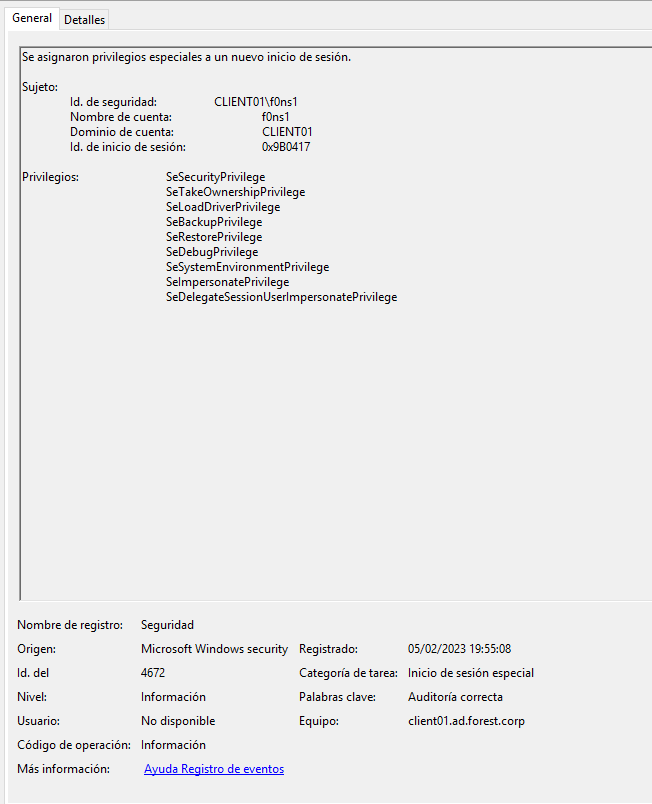 General Detalles
Se asignaron privilegios especiales a un nuevo inicio de sesión.
Sujeto:
Id. de seguridad: CLIENT01\f0ns1
Nombre de cuenta: f0ns1
Dominio de cuenta: CLIENT01
Id. de inicio de sesión: 0x9B0417
Privilegios: SeSecurityPrivilege
SeTakeOwnershipPrivilege
SeLoadDriverPrivilege
SeBackupPrivilege
SeRestorePrivilege
SeDebugPrivilege
SeSystemEnvironmentPrivilege
SeImpersonatePrivilege
SeDelegateSessionUserImpersonatePrivilege
Nombre de registro: Seguridad
Origen: Microsoft Windows security Registrado: 05/02/2023 19:55:08
Id. del 4672 Categoría de tarea: Inicio de sesión especial
Nivel: Información Palabras clave: Auditoría correcta
Usuario: No disponible Equipo: client01.ad.forest.corp
Código de operación: Información
Más información: Ayuda Registro de eventos